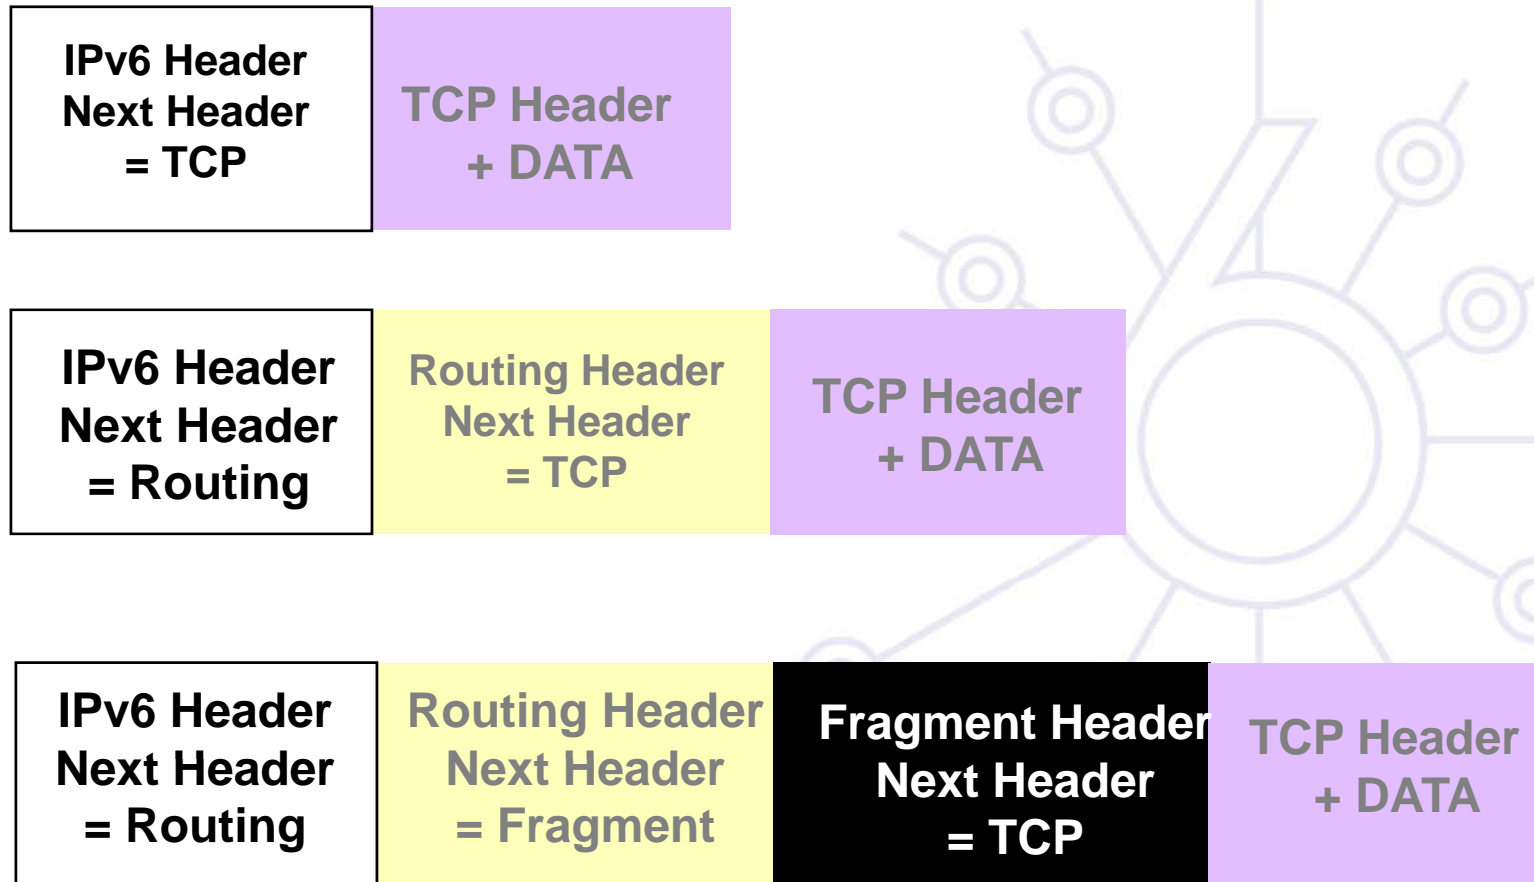 IPv6 Header
Next Header
= TCP
TCP Header
+ DATA
IPv6 Header
Next Header
= Routing
Routing Header
Next Header
= TCP
TCP Header
+ DATA
IPv6 Header
Next Header
= Routing
Routing Header
Next Header
= Fragment
Fragment Header
Next Header
= TCP
TCP Header
+ DATA